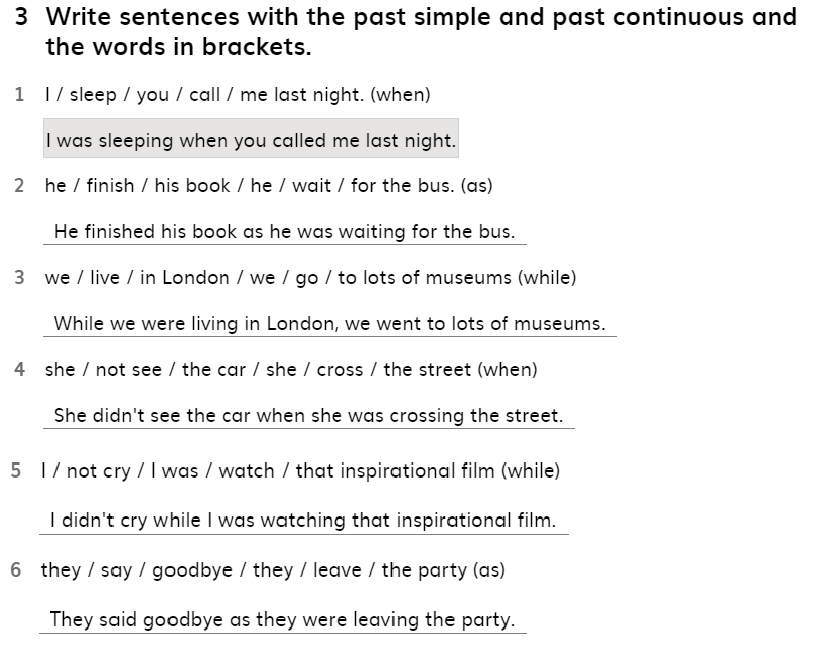 3 Write sentences with the past simple and past continuous and
the words in brackets.
1 I / sleep / you / call / me last night. (when)
I was sleeping when you called me last night.
2 he / finish / his book / he / wait / for the bus. (as)
He finished his book as he was waiting for the bus.
3 we / live / in London / we / go / to lots of museums (while)
While we were living in London, we went to lots of museums.
4 she / not see / the car / she / cross / the street (when)
She didn't see the car when she was crossing the street.
5 I / not cry / I was / watch / that inspirational film (while)
I didn't cry while I was watching that inspirational film.
6 they / say / goodbye / they / leave / the party (as)
They said goodbye as they were leaving the party.